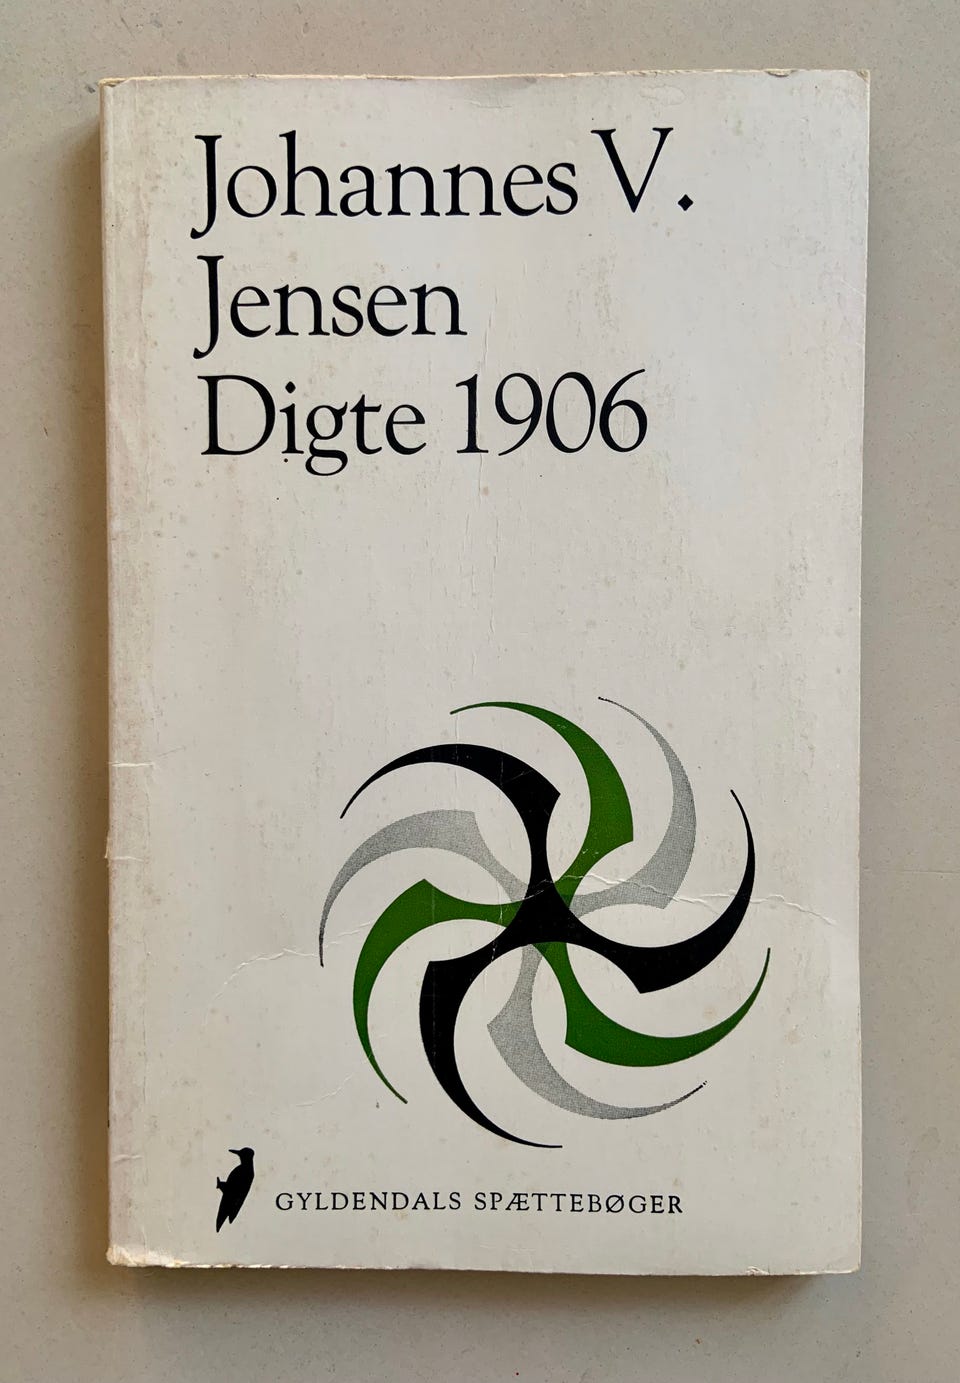 Johannes V.
Jensen
Digte 1906
GYLDENDALS SPÆTTEBØGER